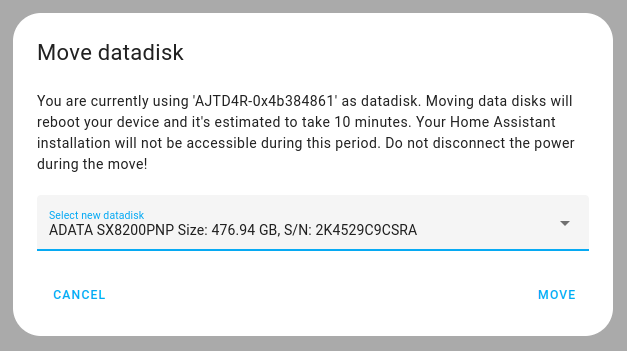 Move datadisk
You are currently using 'AJTD4R-0x4b384861' as datadisk. Moving data disks will
reboot your device and it's estimated to take 10 minutes. Your Home Assistant
installation will not be accessible during this period. Do not disconnect the power
during the move!
Select new datadisk
ADATA SX8200PNP Size: 476.94 GB, S/N: 2K4529C9CSRA
CANCEL
MOVE